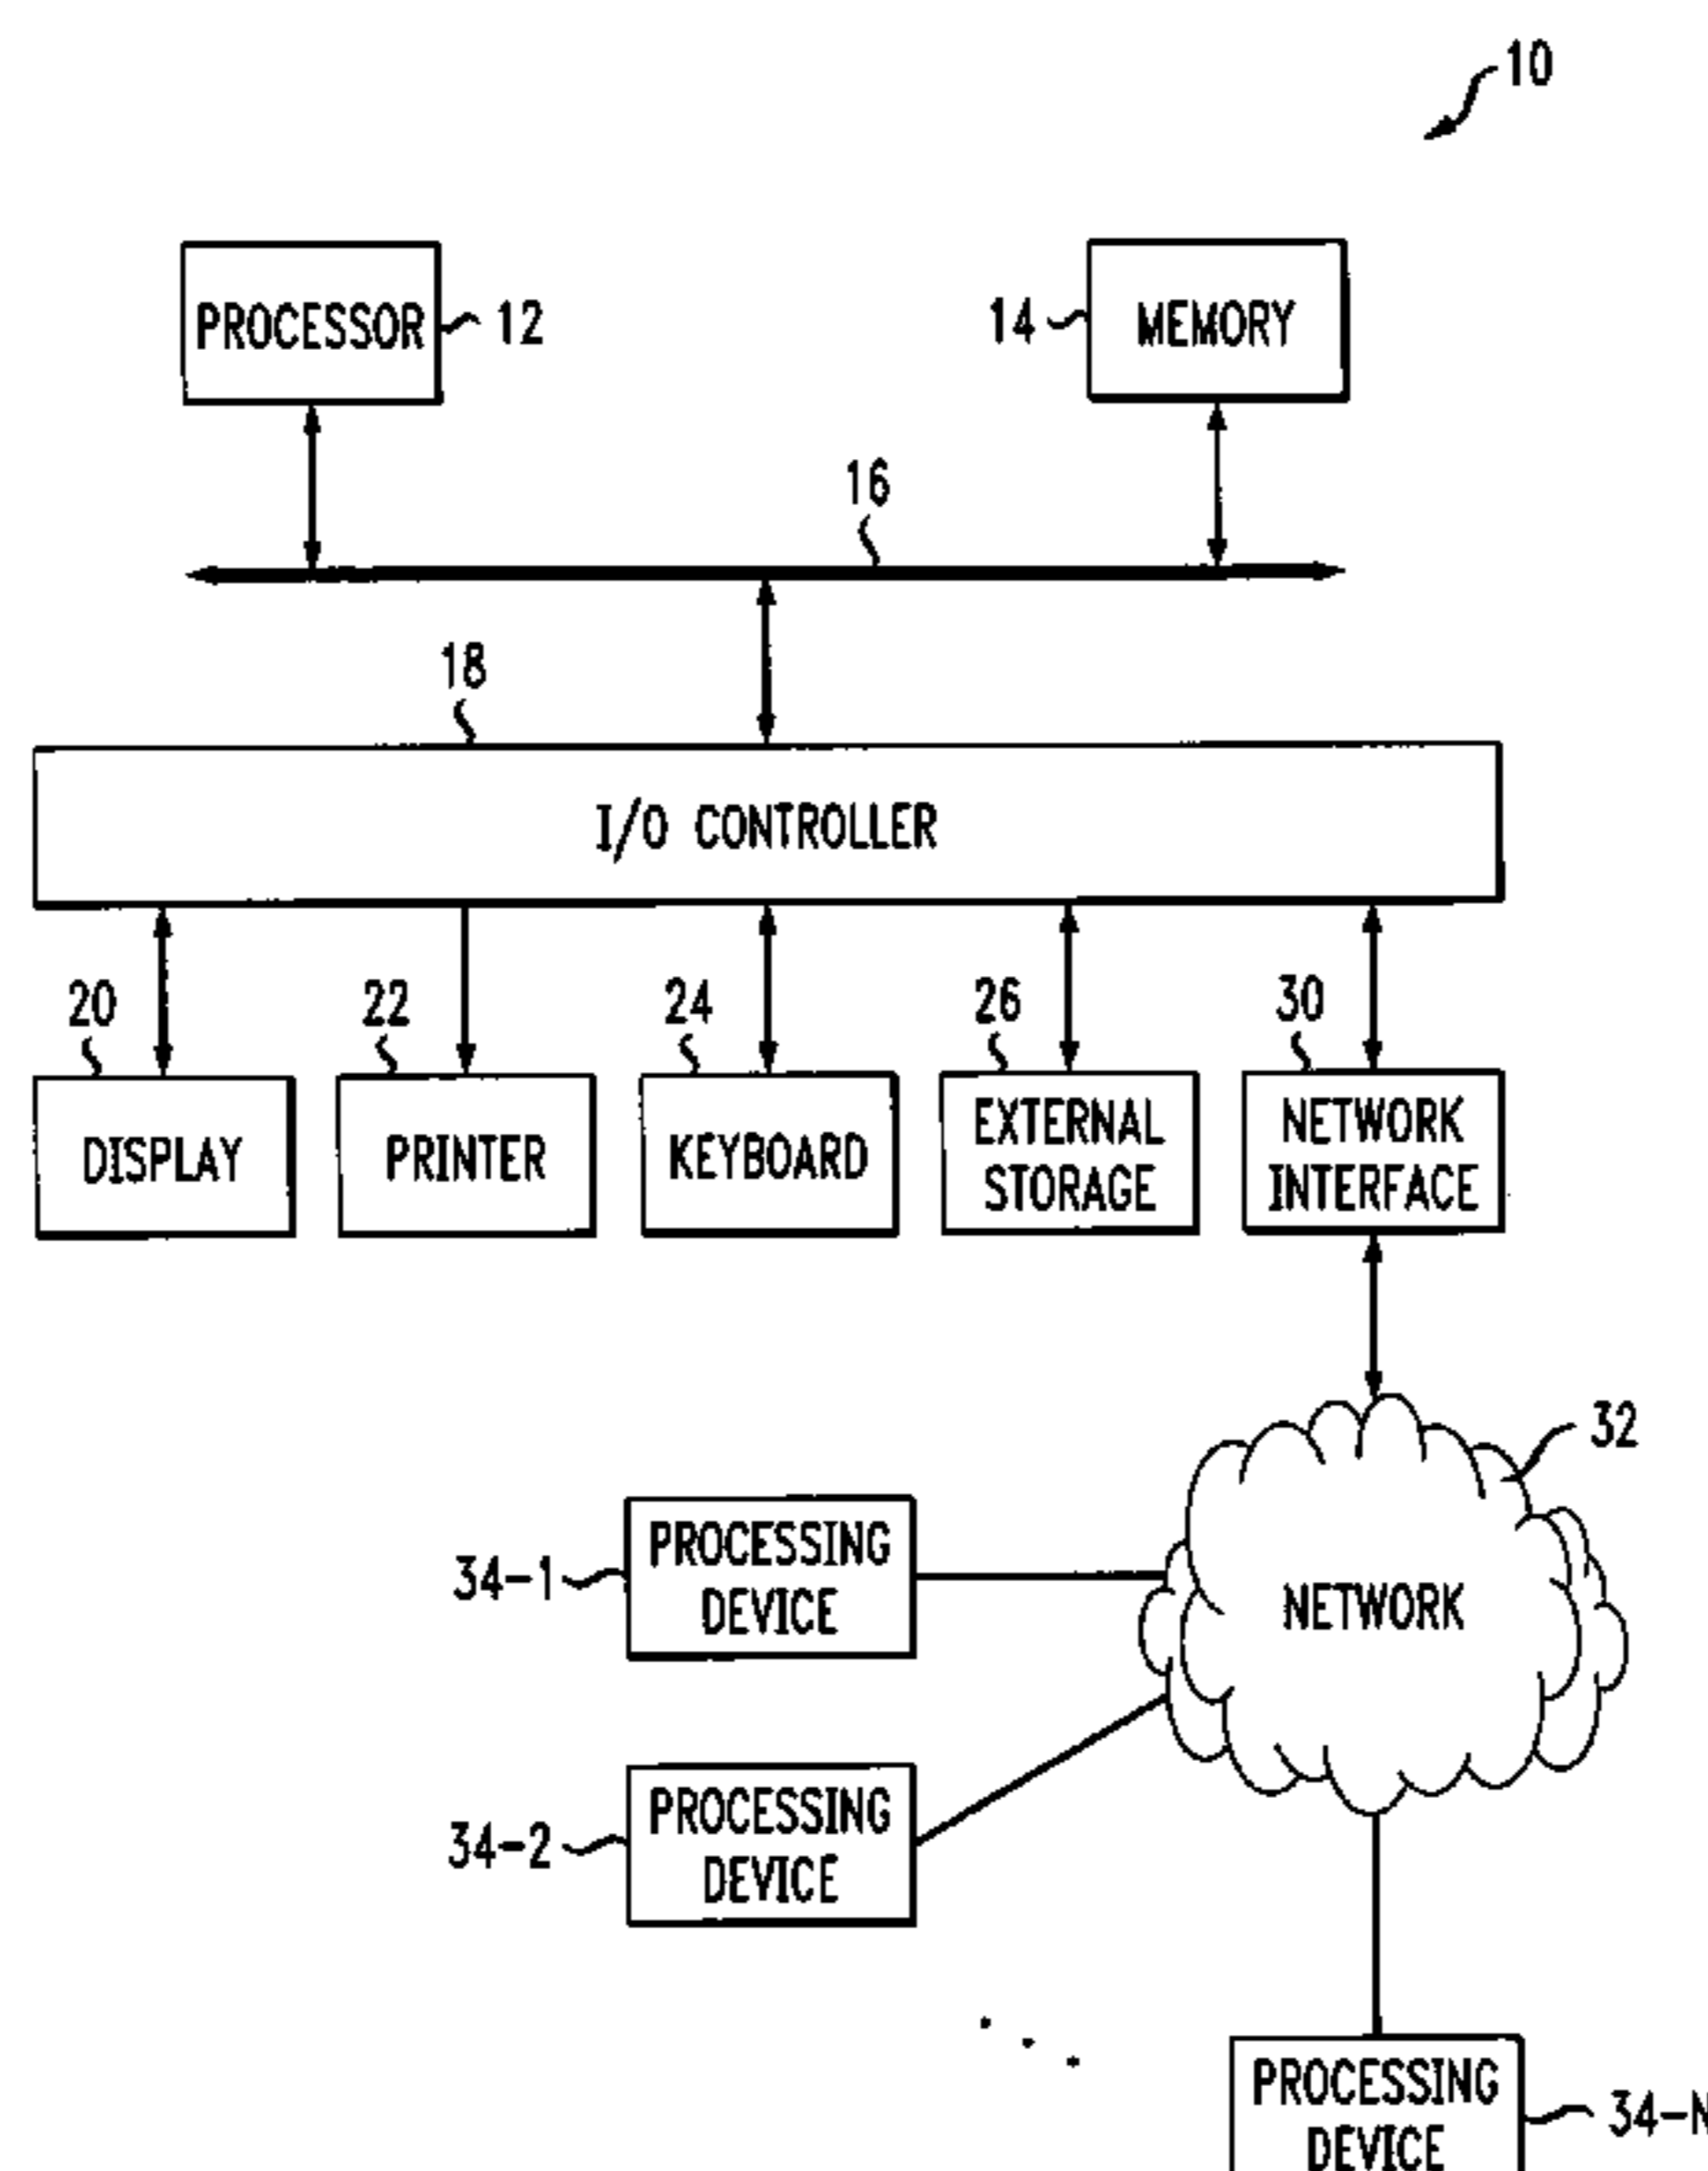 10
PROCESSOR
12
14
MEMORY
16
18
I/O CONTROLLER
20
22
24
26
30
DISPLAY
PRINTER
KEYBOARD
EXTERNAL
STORAGE
NETWORK
INTERFACE
32
NETWORK
34-1
PROCESSING
DEVICE
34-2
PROCESSING
DEVICE
PROCESSING
DEVICE
34-N